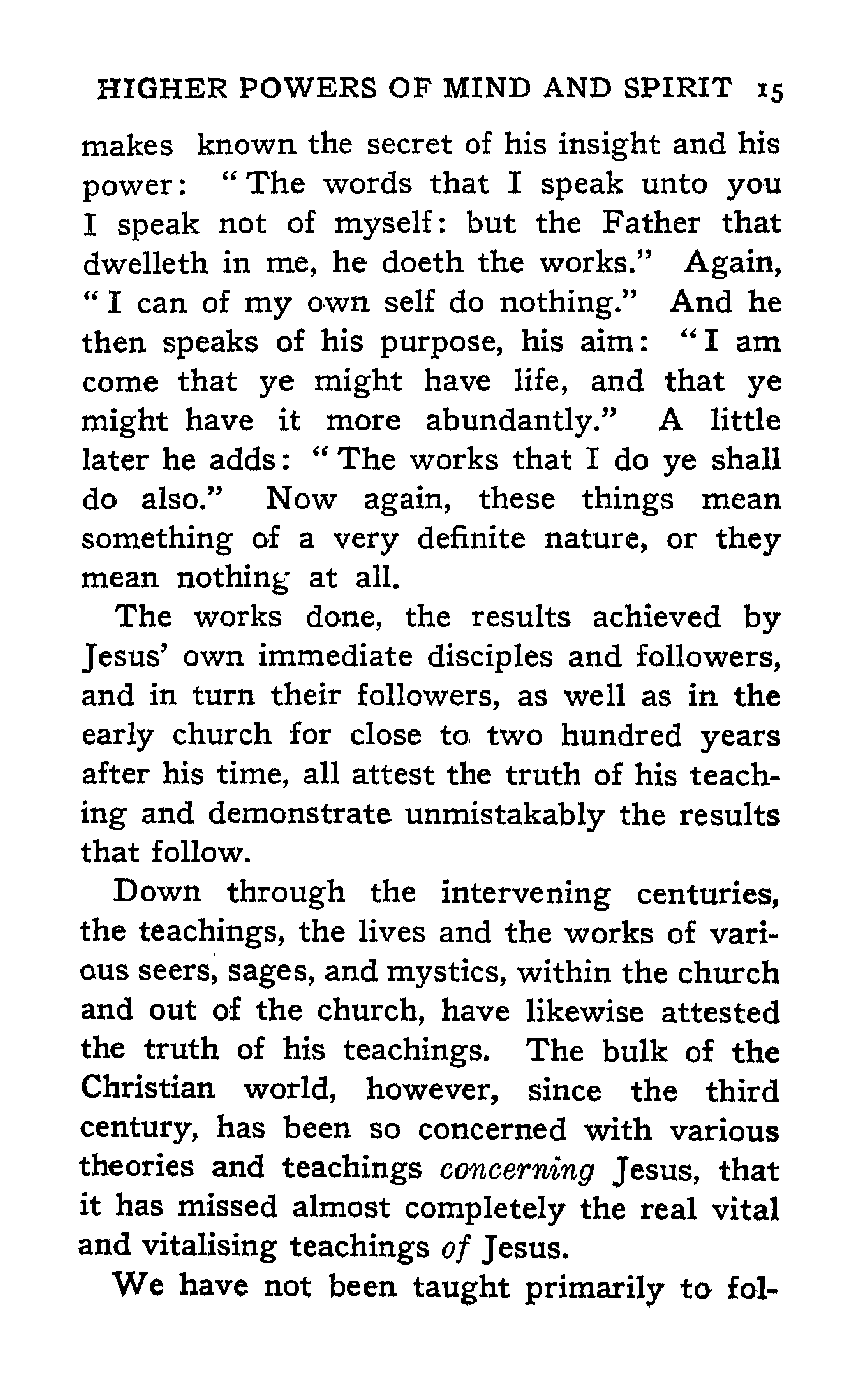 HIGHER POWERS OF MIND AND SPIRIT 15
makes known the secret of his insight and his
power: “ The words that I speak unto you
I speak not of myself: but the Father that
dwelleth in me, he doeth the works.” Again,
“ I can of my own self do nothing.” And he
then speaks of his purpose, his aim: “ I am
come that ye might have life, and that ye
might have it more abundantly.” A little
later he adds: “ The works that I do ye shall
do also.” Now again, these things mean
something of a very definite nature, or they
mean nothing at all.
The works done, the results achieved by
Jesus’ own immediate disciples and followers,
and in turn their followers, as well as in the
early church for close to two hundred years
after his time, all attest the truth of his teach-
ing and demonstrate unmistakably the results
that follow.
Down through the intervening centuries,
the teachings, the lives and the works of vari-
ous seers, sages, and mystics, within the church
and out of the church, have likewise attested
the truth of his teachings. The bulk of the
Christian world, however, since the third
century, has been so concerned with various
theories and teachings concerning Jesus, that
it has missed almost completely the real vital
and vitalising teachings of Jesus.
We have not been taught primarily to fol-